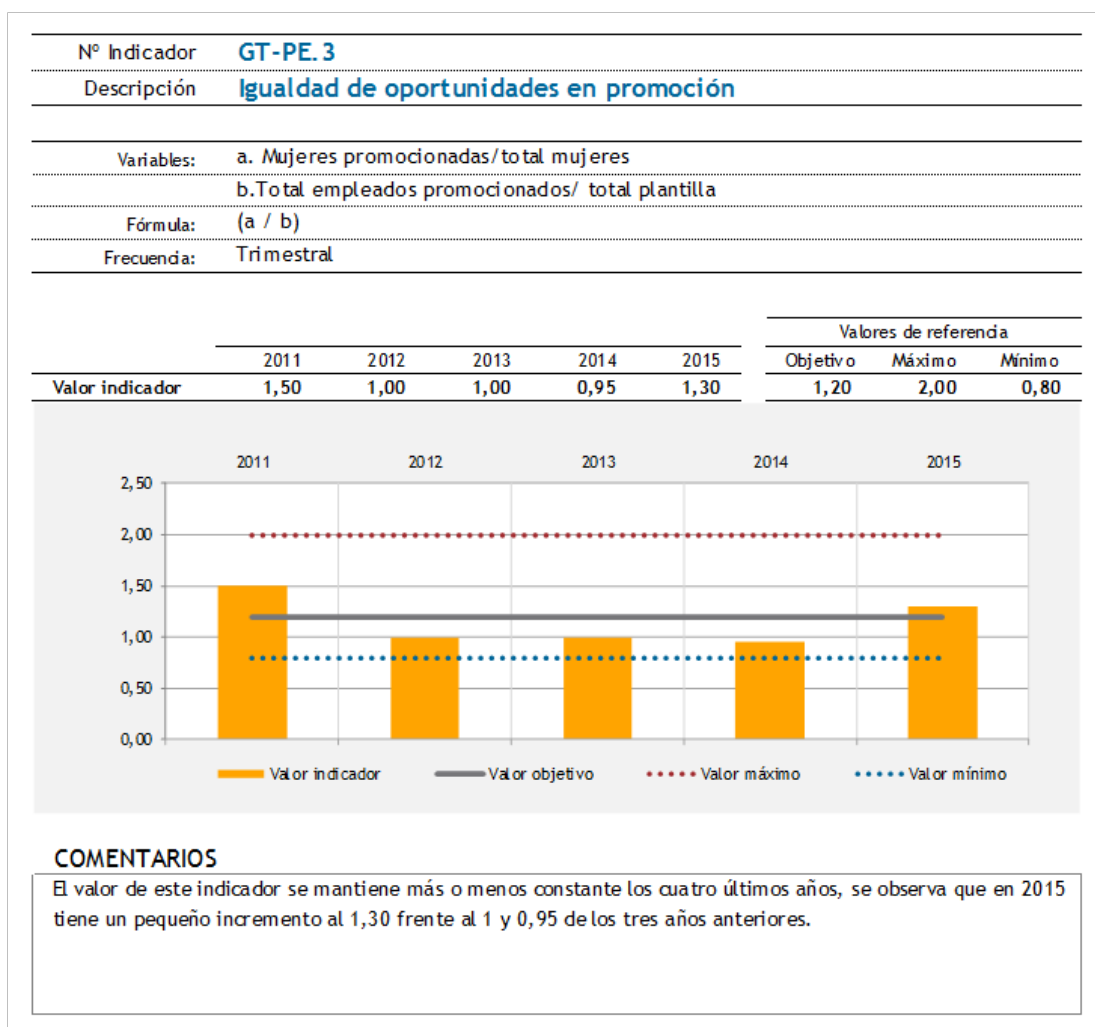 Nº Indicador GT-PE.3
Descripción Igualdad de oportunidades en promoción
Variables: a. Mujeres promocionadas/total mujeres
b.Total empleados promocionados/ total plantilla
Fórmula: (a / b)
Frecuencia: Trimestral
Valores de referencia
2011 2012 2013 2014 2015 Objetivo Máximo Mínimo
Valor indicador 1,50 1,00 1,00 0,95 1,30 1,20 2,00 0,80
2011 2012 2013 2014 2015
2,50
2,00
1,50
1,00
0,50
0,00
Valor indicador Valor objetivo Valor máximo Valor mínimo
COMENTARIOS
El valor de este indicador se mantiene más o menos constante los cuatro últimos años, se observa que en 2015
tiene un pequeño incremento al 1,30 frente al 1 y 0,95 de los tres años anteriores.